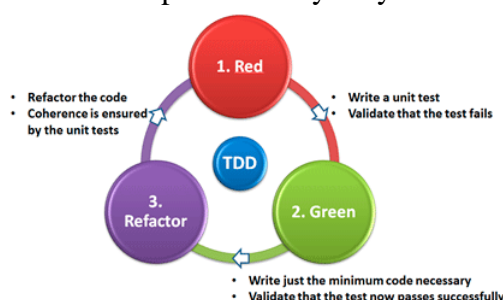 1. Red
• Refactor the code
• Coherence is ensured
by the unit tests
• Write a unit test
• Validate that the test fails
TDD
3.
Refactor
2. Green
• Write just the minimum code necessary
• Validate that the test now passes successfully